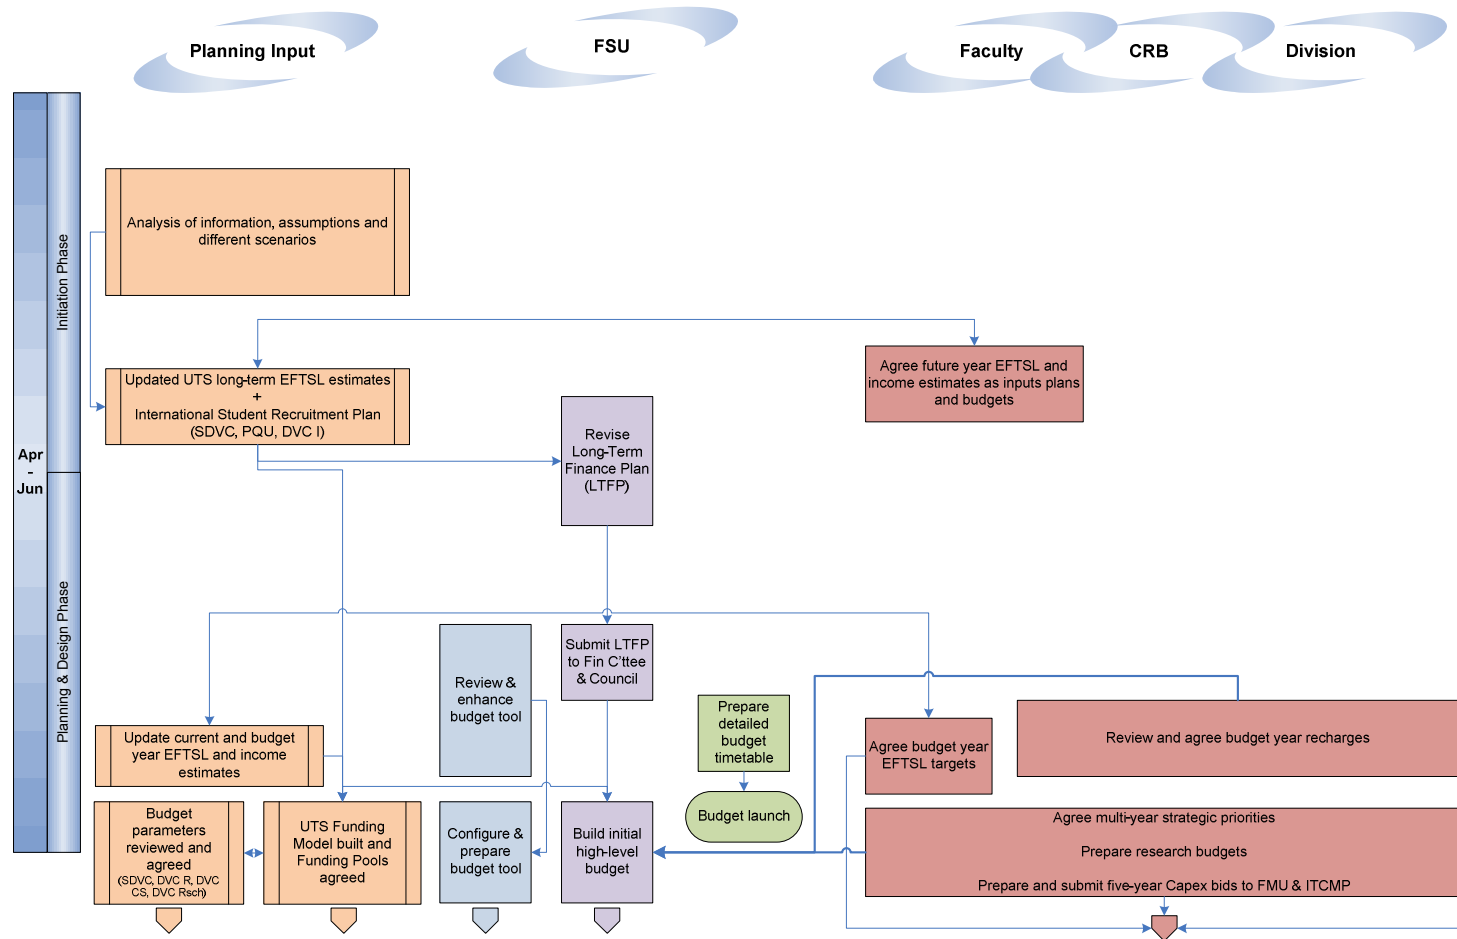 Planning Input
FSU
Faculty
CRB
Division
Initiation Phase
Apr
-
Jun
Planning & Design Phase
Analysis of information, assumptions and
different scenarios
Updated UTS long-term EFTSL estimates
+
International Student Recruitment Plan
(SDVC, PQU, DVC I)
Agree future year EFTSL and
income estimates as inputs plans
and budgets
Revise
Long-Term
Finance Plan
(LTFP)
Submit LTFP
to Fin C'ttee
& Council
Review &
enhance
budget tool
Prepare
detailed
budget
timetable
Update current and budget
year EFTSL and income
estimates
Agree budget year
EFTSL targets
Review and agree budget year recharges
Budget
parameters
reviewed and
agreed
(SDVC, DVC R, DVC
CS, DVC Rsch)
UTS Funding
Model built and
Funding Pools
agreed
Configure &
prepare
budget tool
Build initial
high-level
budget
Budget launch
Agree multi-year strategic priorities
Prepare research budgets
Prepare and submit five-year Capex bids to FMU & ITCMP